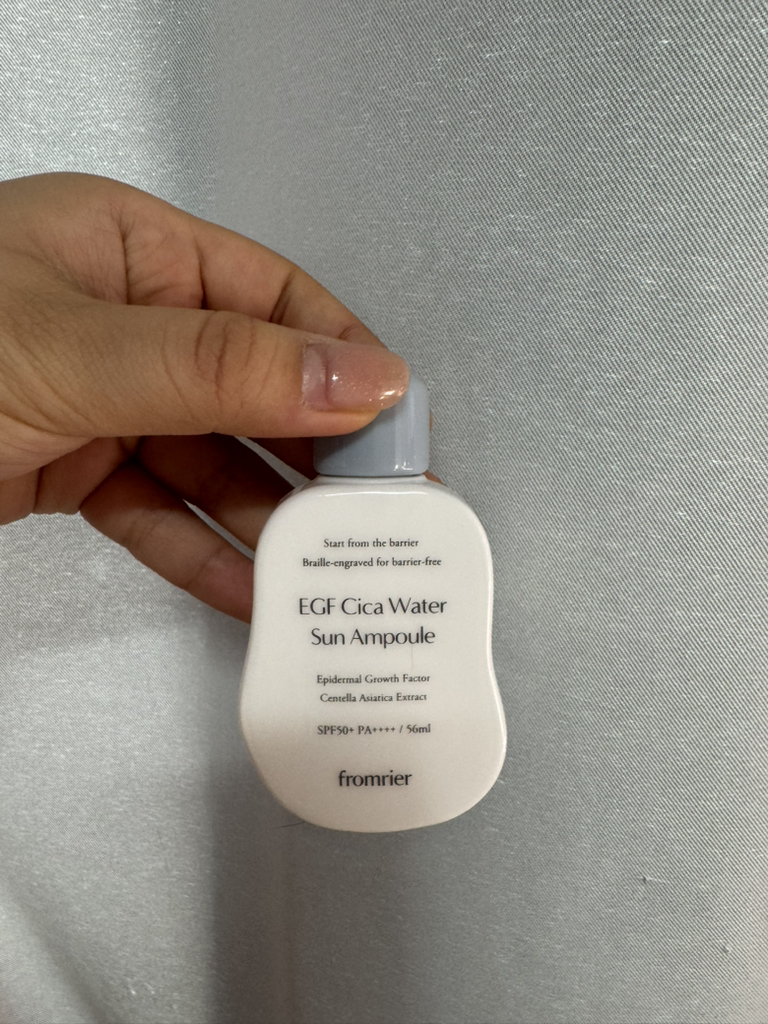 Start from the barrier
Braille-engraved for barrier-free
EGF Cica Water
Sun Ampoule
Epidermal Growth Factor
Centella Asiatica Extract
SPF50+ PA++++ / 56ml
fromrier